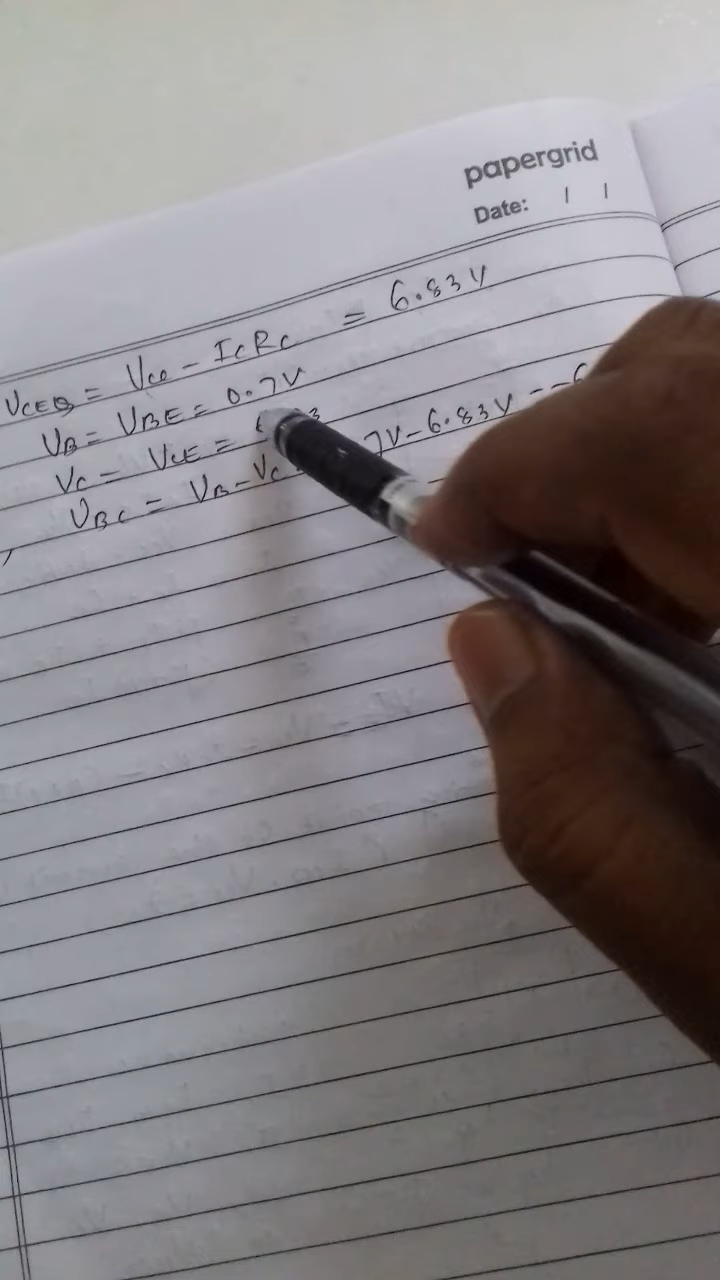 papergrid
Date: / /
VCEQ = Vcc - IcRc = 6.83V
VB = VBE = 0.7V
Vc = VCE =
VBC = VB - Vc 7V - 6.83V = -6